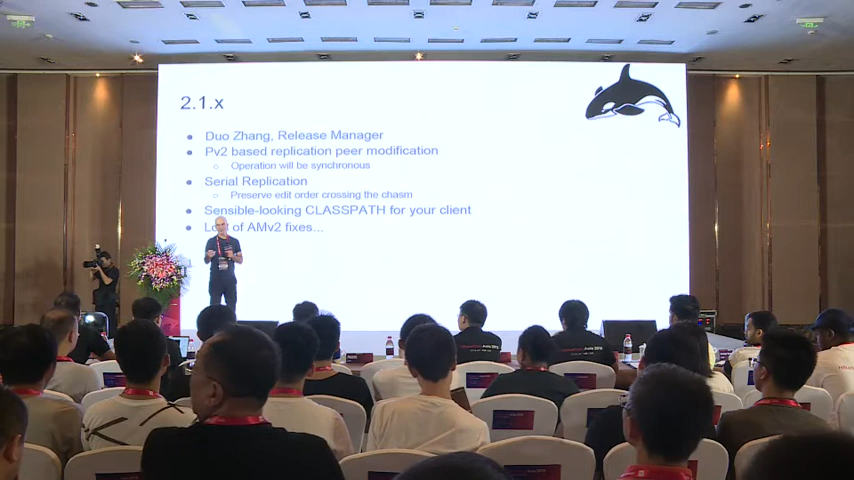 2.1.x
● Duo Zhang, Release Manager
● Pv2 based replication peer modification
○ Operation will be synchronous
● Serial Replication
○ Preserve edit order crossing the chasm
● Sensible-looking CLASSPATH for your client
● of AMv2 fixes...